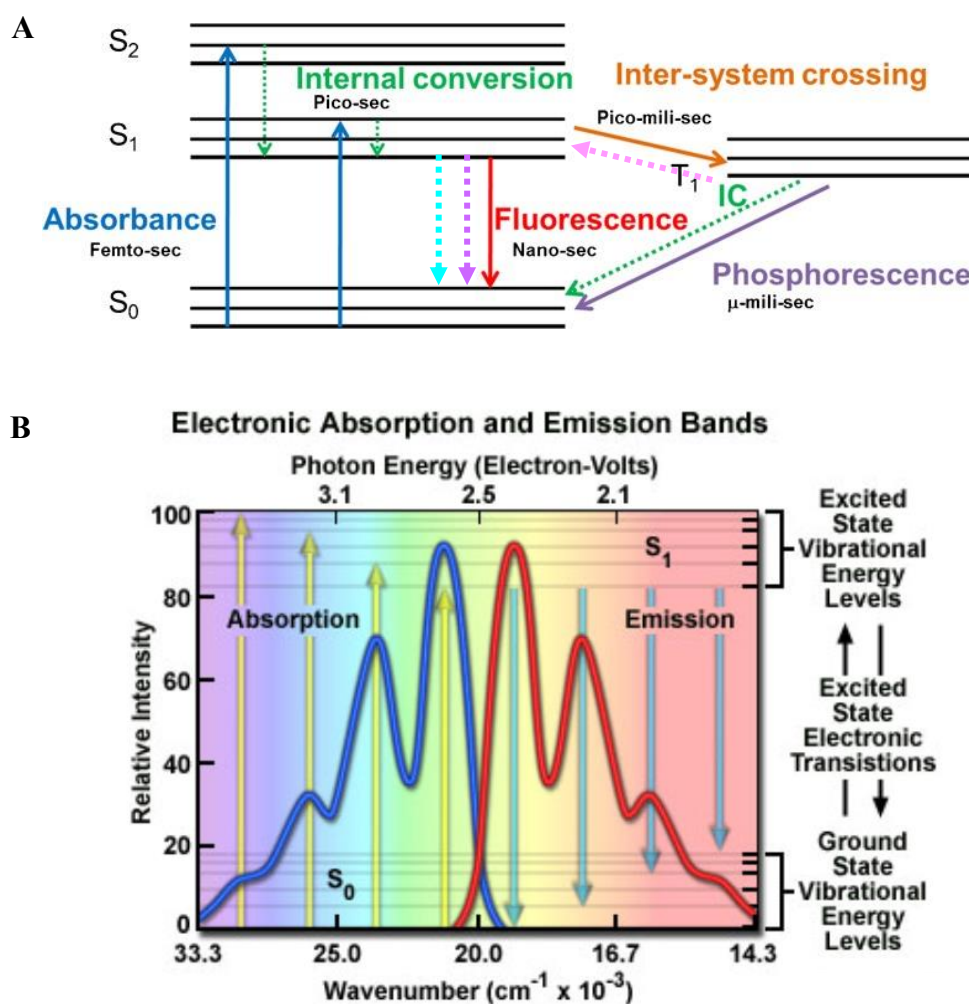 A
S2
Internal conversion
Pico-sec
Inter-system crossing
Pico-mili-sec
S1
T1
IC
Absorbance
Femto-sec
Fluorescence
Nano-sec
Phosphorescence
μ-mili-sec
S0
B
Electronic Absorption and Emission Bands
Photon Energy (Electron-Volts)
3.1 2.5 2.1
100
80
60
40
20
0
Relative Intensity
Absorption
S1
Emission
S0
33.3 25.0 20.0 16.7 14.3
Wavenumber (cm-1 x 10-3)
Excited
State
Vibrational
Energy
Levels
Excited
State
Electronic
Transistions
Ground
State
Vibrational
Energy
Levels